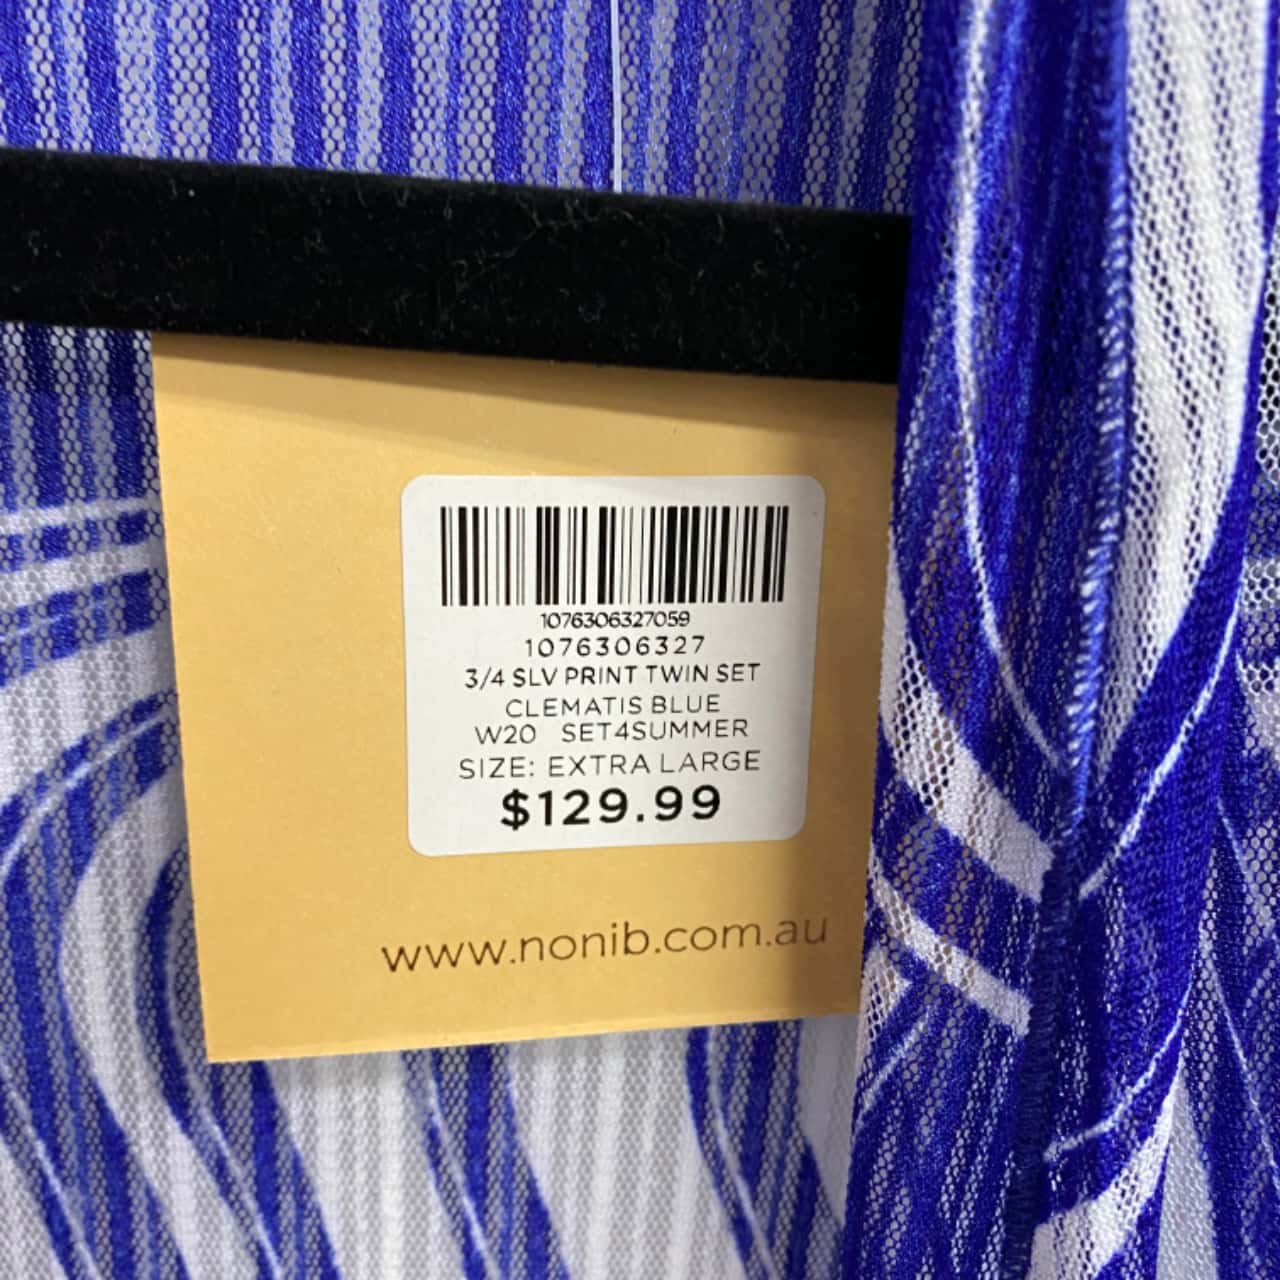 1076306327059
1076306327
3/4 SLV PRINT TWIN SET
CLEMATIS BLUE
W20 SET4SUMMER
SIZE: EXTRA LARGE
$129.99
www.nonib.com.au